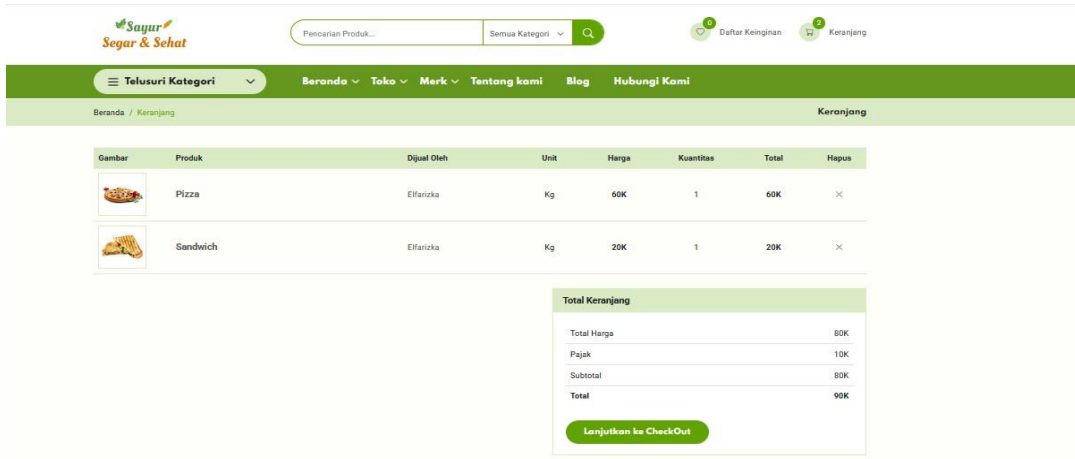 Sayur
Segar & Sehat
Pencarian Produk...
Semua Kategori
0
Daftar Keinginan
2
Keranjang
Telusuri Kategori
Beranda Toko Merk Tentang kami Blog Hubungi Kami
Beranda / Keranjang
Keranjang
Gambar Produk Dijual Oleh Unit Harga Kuantitas Total Hapus
Pizza Elfarizka Kg 60K 1 60K ×
Sandwich Elfarizka Kg 20K 1 20K ×
Total Keranjang
Total Harga 80K
Pajak 10K
Subtotal 80K
Total 90K
Lanjutkan ke CheckOut